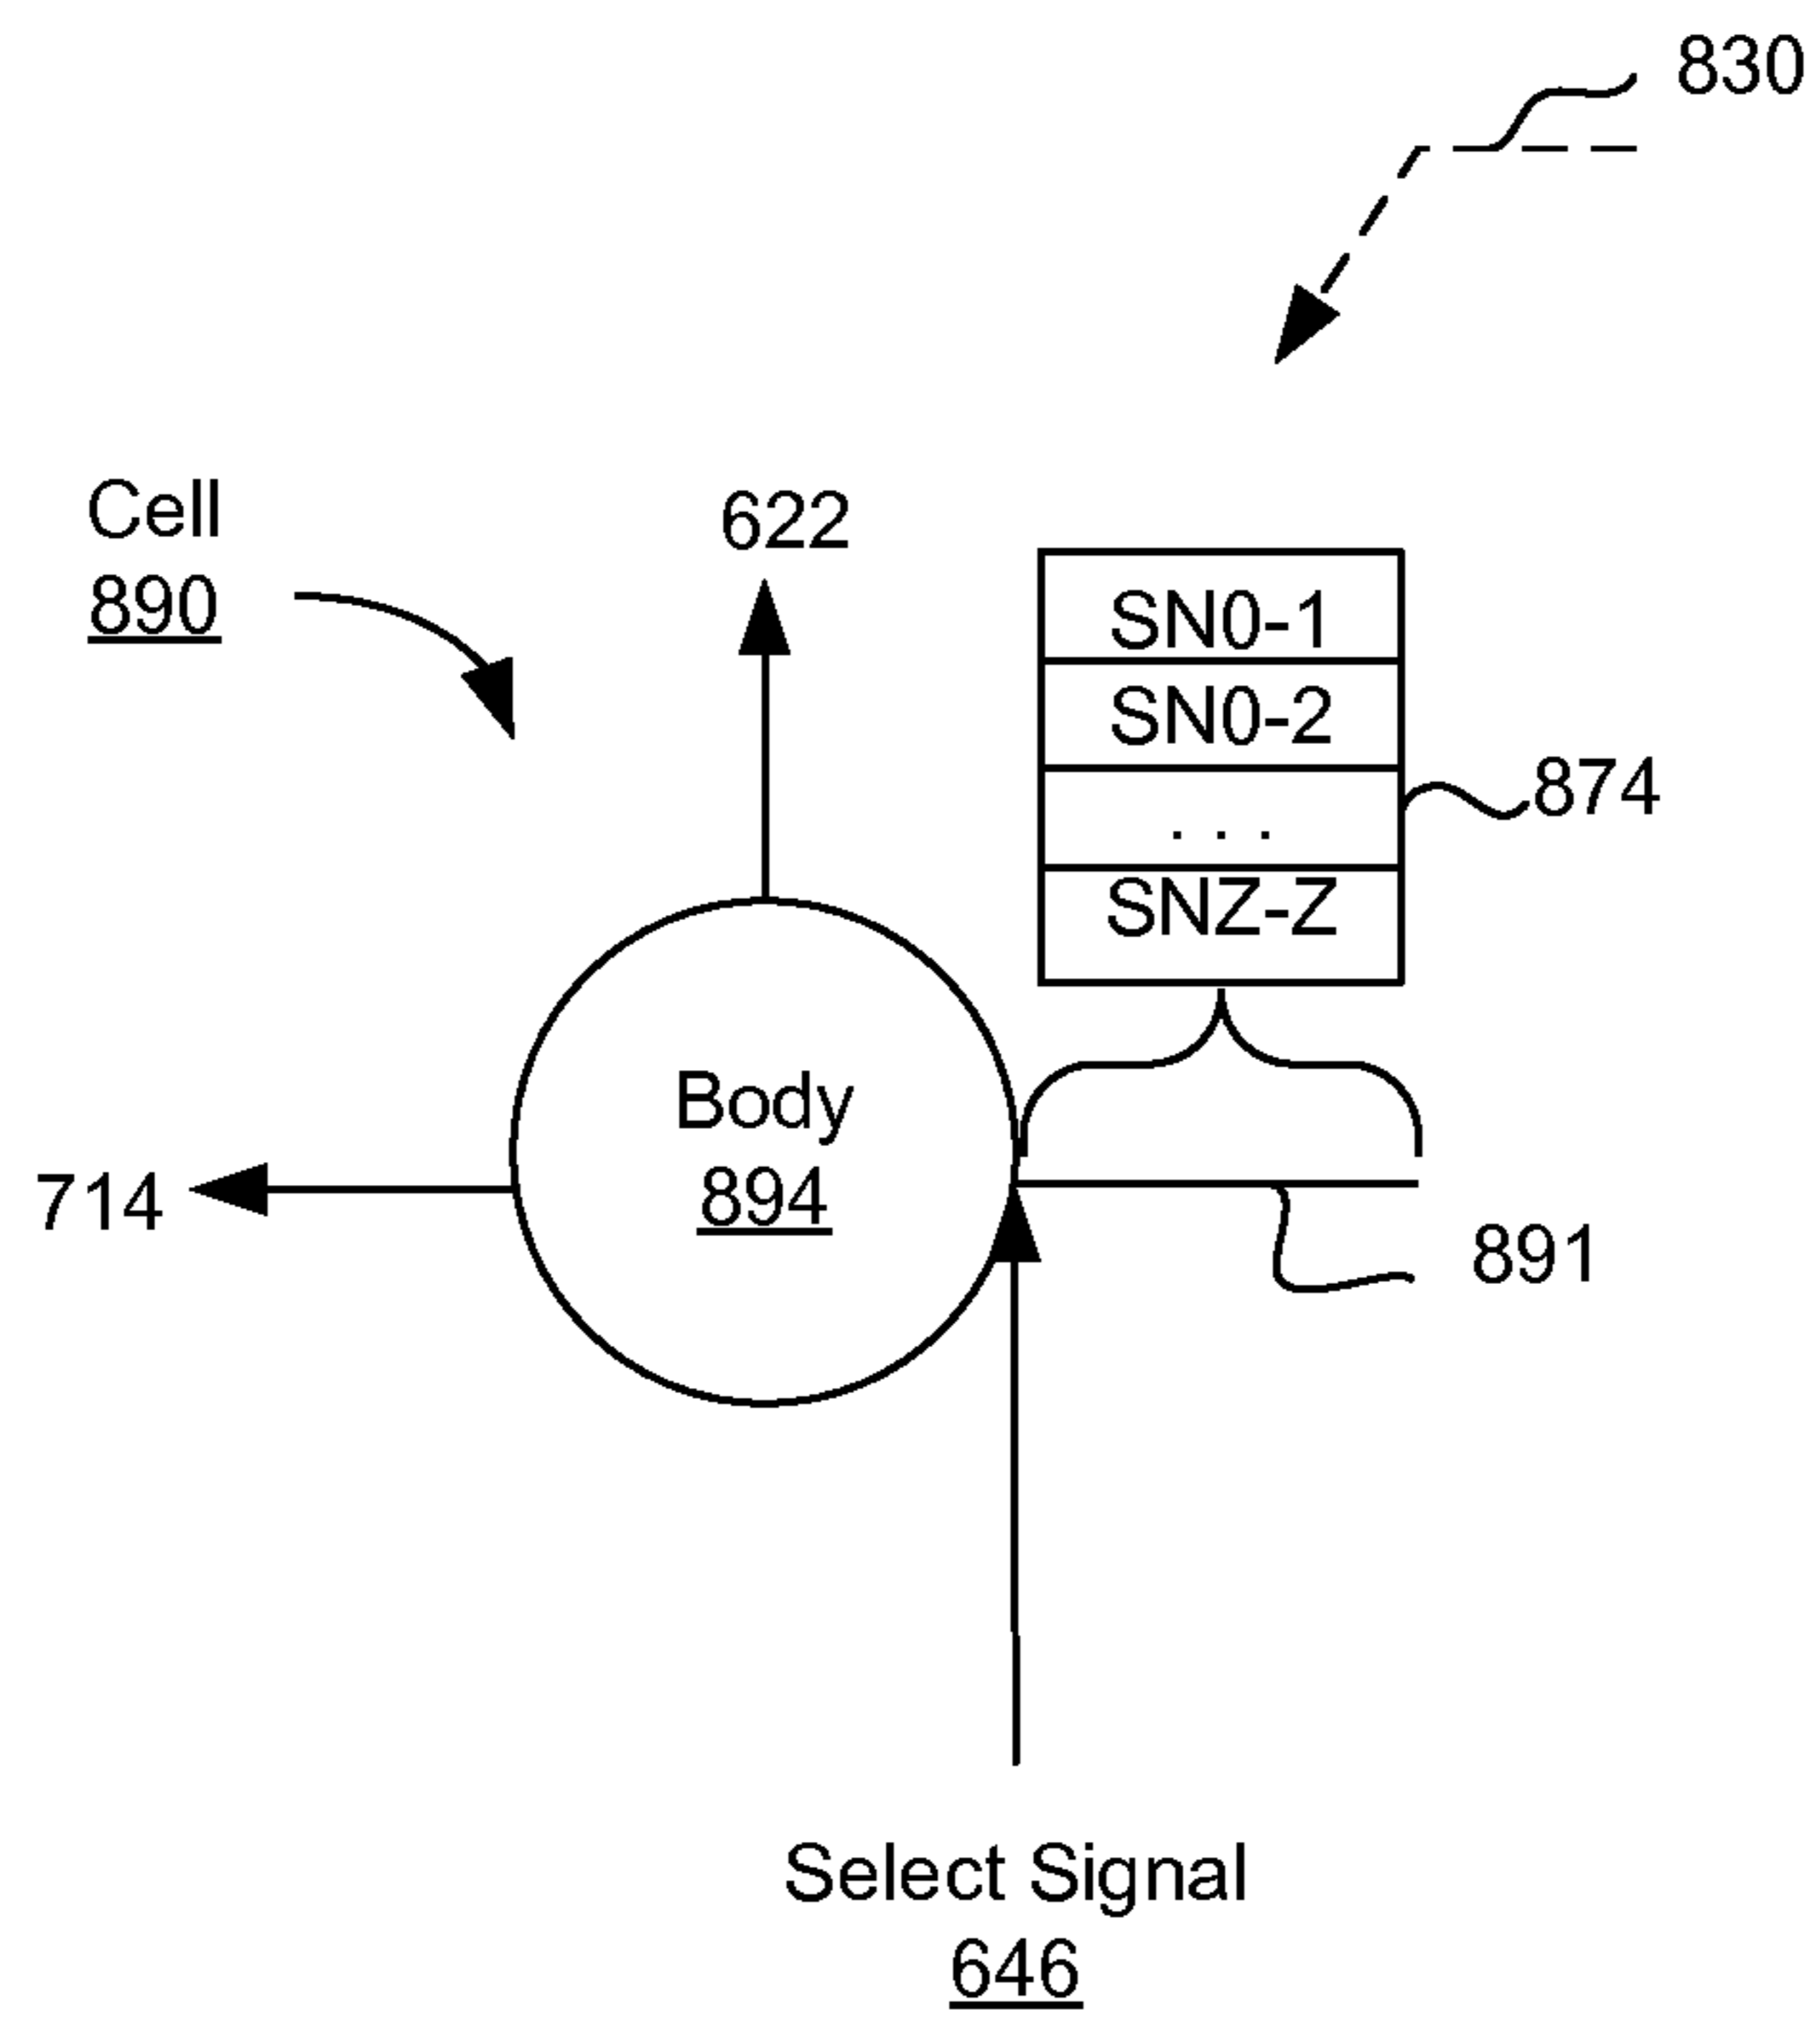 830
Cell
890
622
SN0-1
SN0-2
. . .
SNZ-Z
874
Body
894
714
891
Select Signal
646